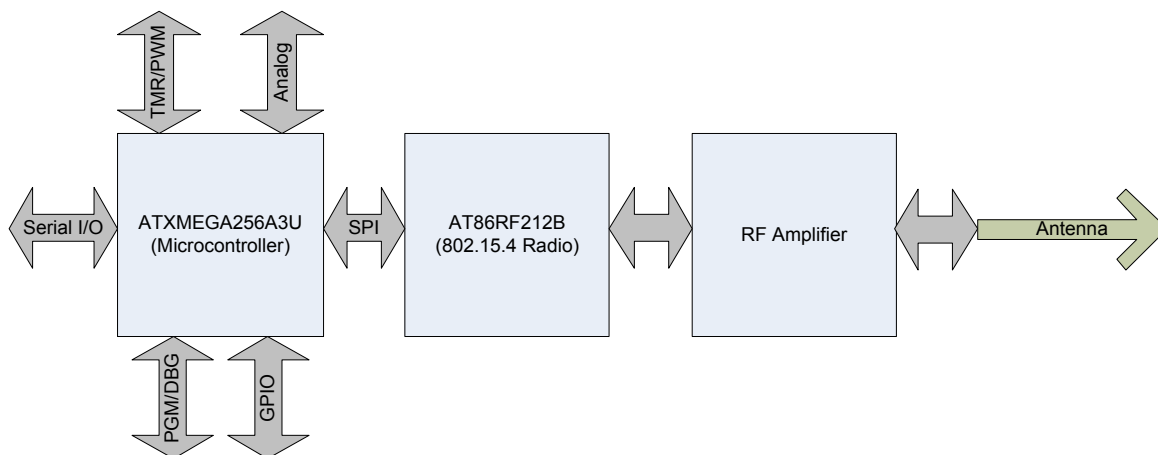 TMR/PWM
Analog
Serial I/O
ATXMEGA256A3U
(Microcontroller)
SPI
AT86RF212B
(802.15.4 Radio)
RF Amplifier
Antenna
PGM/DBG
GPIO